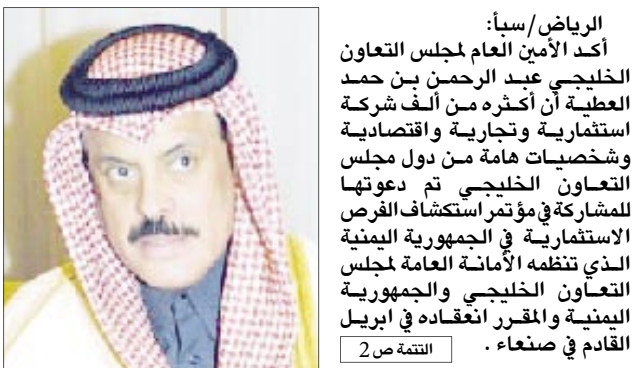 الرياض/سبأ:
أكد الأمين العام لمجلس التعاون
الخليجي عبد الرحمن بن حمد
العطية أن أكثره من ألف شركة
استثمارية وتجارية واقتصادية
وشخصيات هامة من دول مجلس
التعاون الخليجي تم دعوتها
للمشاركة في مؤتمر استكشاف الفرص
الاستثمارية في الجمهورية اليمنية
الذي تنظمه الأمانة العامة لمجلس
التعاون الخليجي والجمهورية
اليمنية والمقرر انعقاده في ابريل
القادم في صنعاء .
التتمة ص2